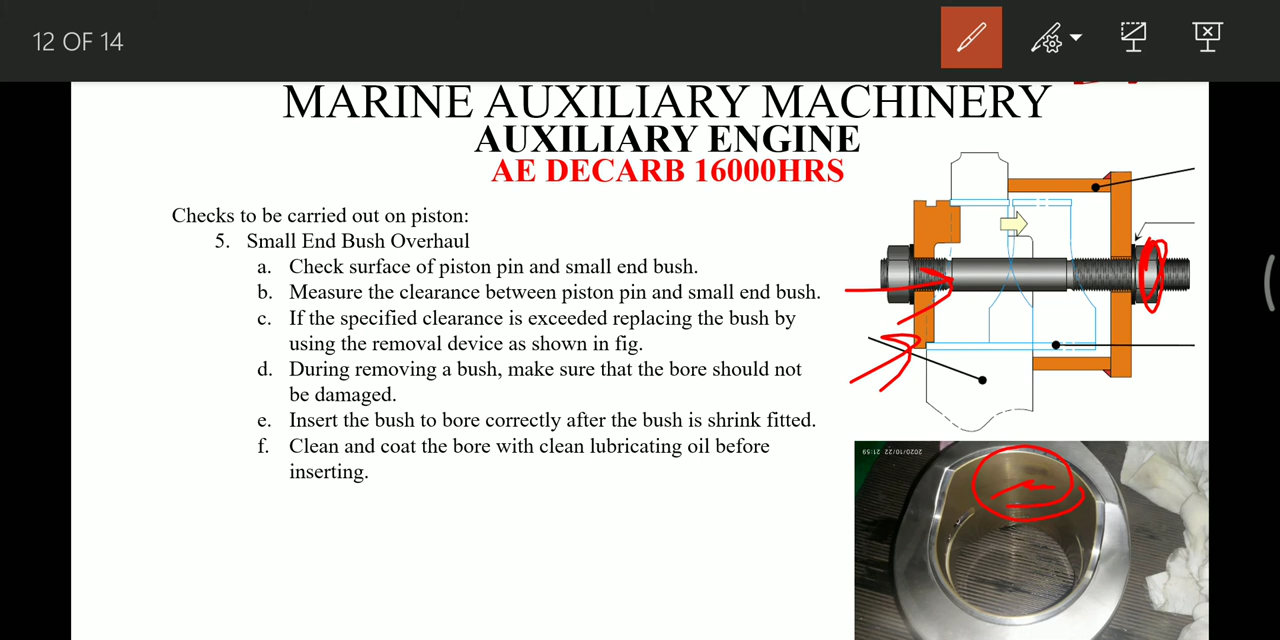 12 OF 14
MARINE AUXILIARY MACHINERY
AUXILIARY ENGINE
AE DECARB 16000HRS
Checks to be carried out on piston:
5. Small End Bush Overhaul
a. Check surface of piston pin and small end bush.
b. Measure the clearance between piston pin and small end bush.
c. If the specified clearance is exceeded replacing the bush by
using the removal device as shown in fig.
d. During removing a bush, make sure that the bore should not
be damaged.
e. Insert the bush to bore correctly after the bush is shrink fitted.
f. Clean and coat the bore with clean lubricating oil before
inserting.
2020/10/22 21:59